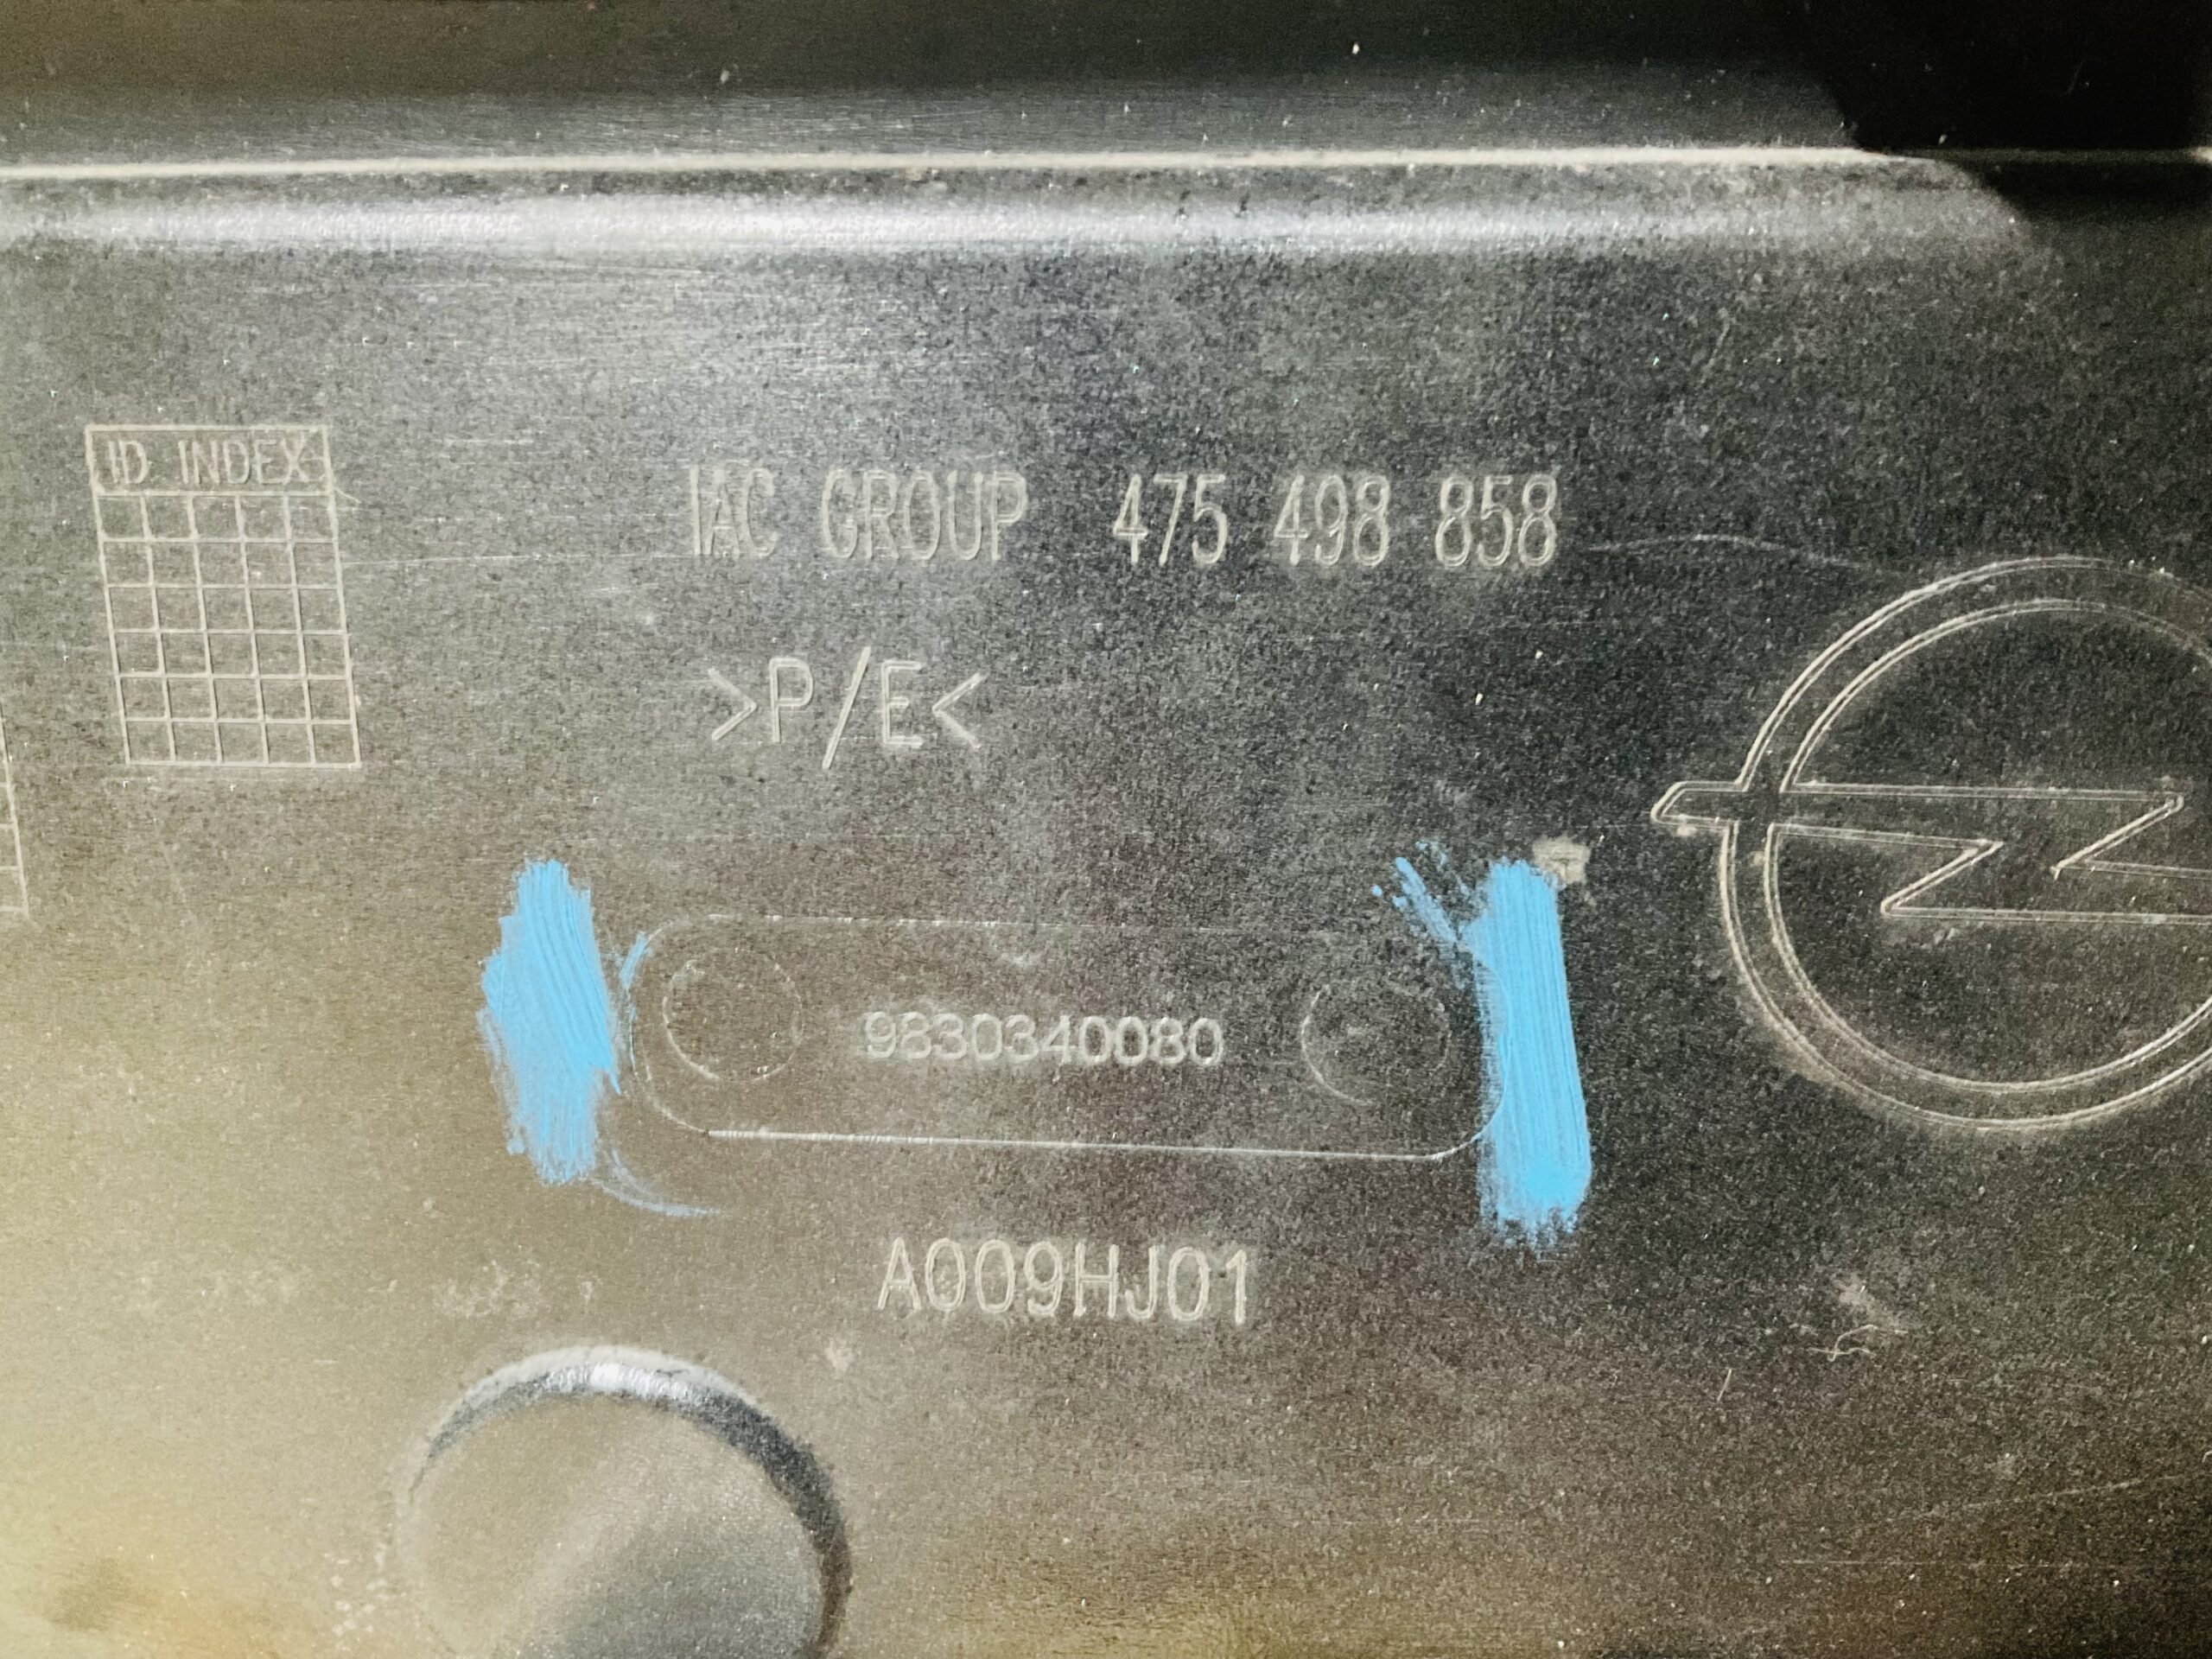 ID. INDEX
IAC GROUP 475 498 858
>P/E<
9830340080
A009HJ01